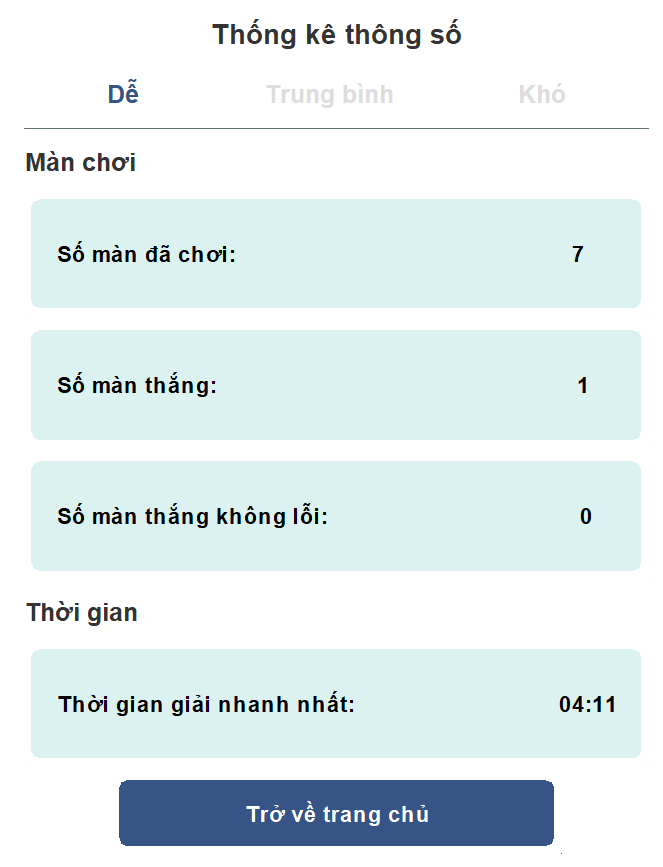 Thống kê thông số
Dễ Trung bình Khó
Màn chơi
Số màn đã chơi: 7
Số màn thắng: 1
Số màn thắng không lỗi: 0
Thời gian
Thời gian giải nhanh nhất: 04:11
Trở về trang chủ